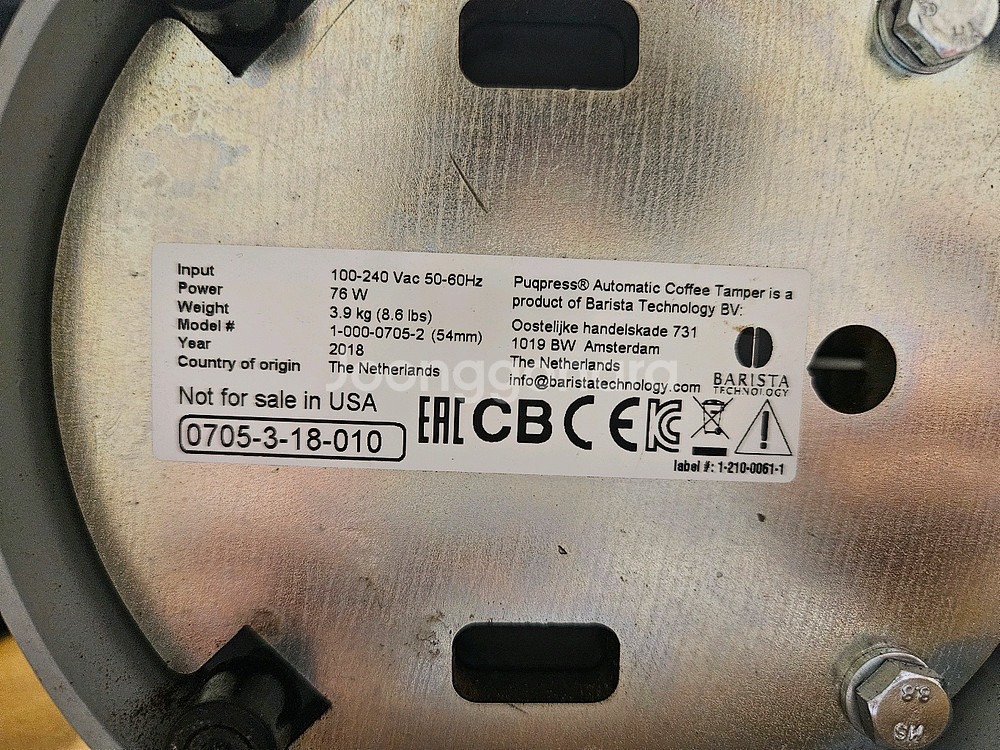 Input 100-240 Vac 50-60Hz
Power 76 W
Weight 3.9 kg (8.6 lbs)
Model # 1-000-0705-2 (54mm)
Year 2018
Country of origin The Netherlands
Not for sale in USA
0705-3-18-010
Puqpress® Automatic Coffee Tamper is a
product of Barista Technology BV:
Oostelijke handelskade 731
1019 BW Amsterdam
The Netherlands
info@baristatechnology.com
BARISTA
TECHNOLOGY
EAC CB CE KC
label #: 1-210-0061-1
8.8